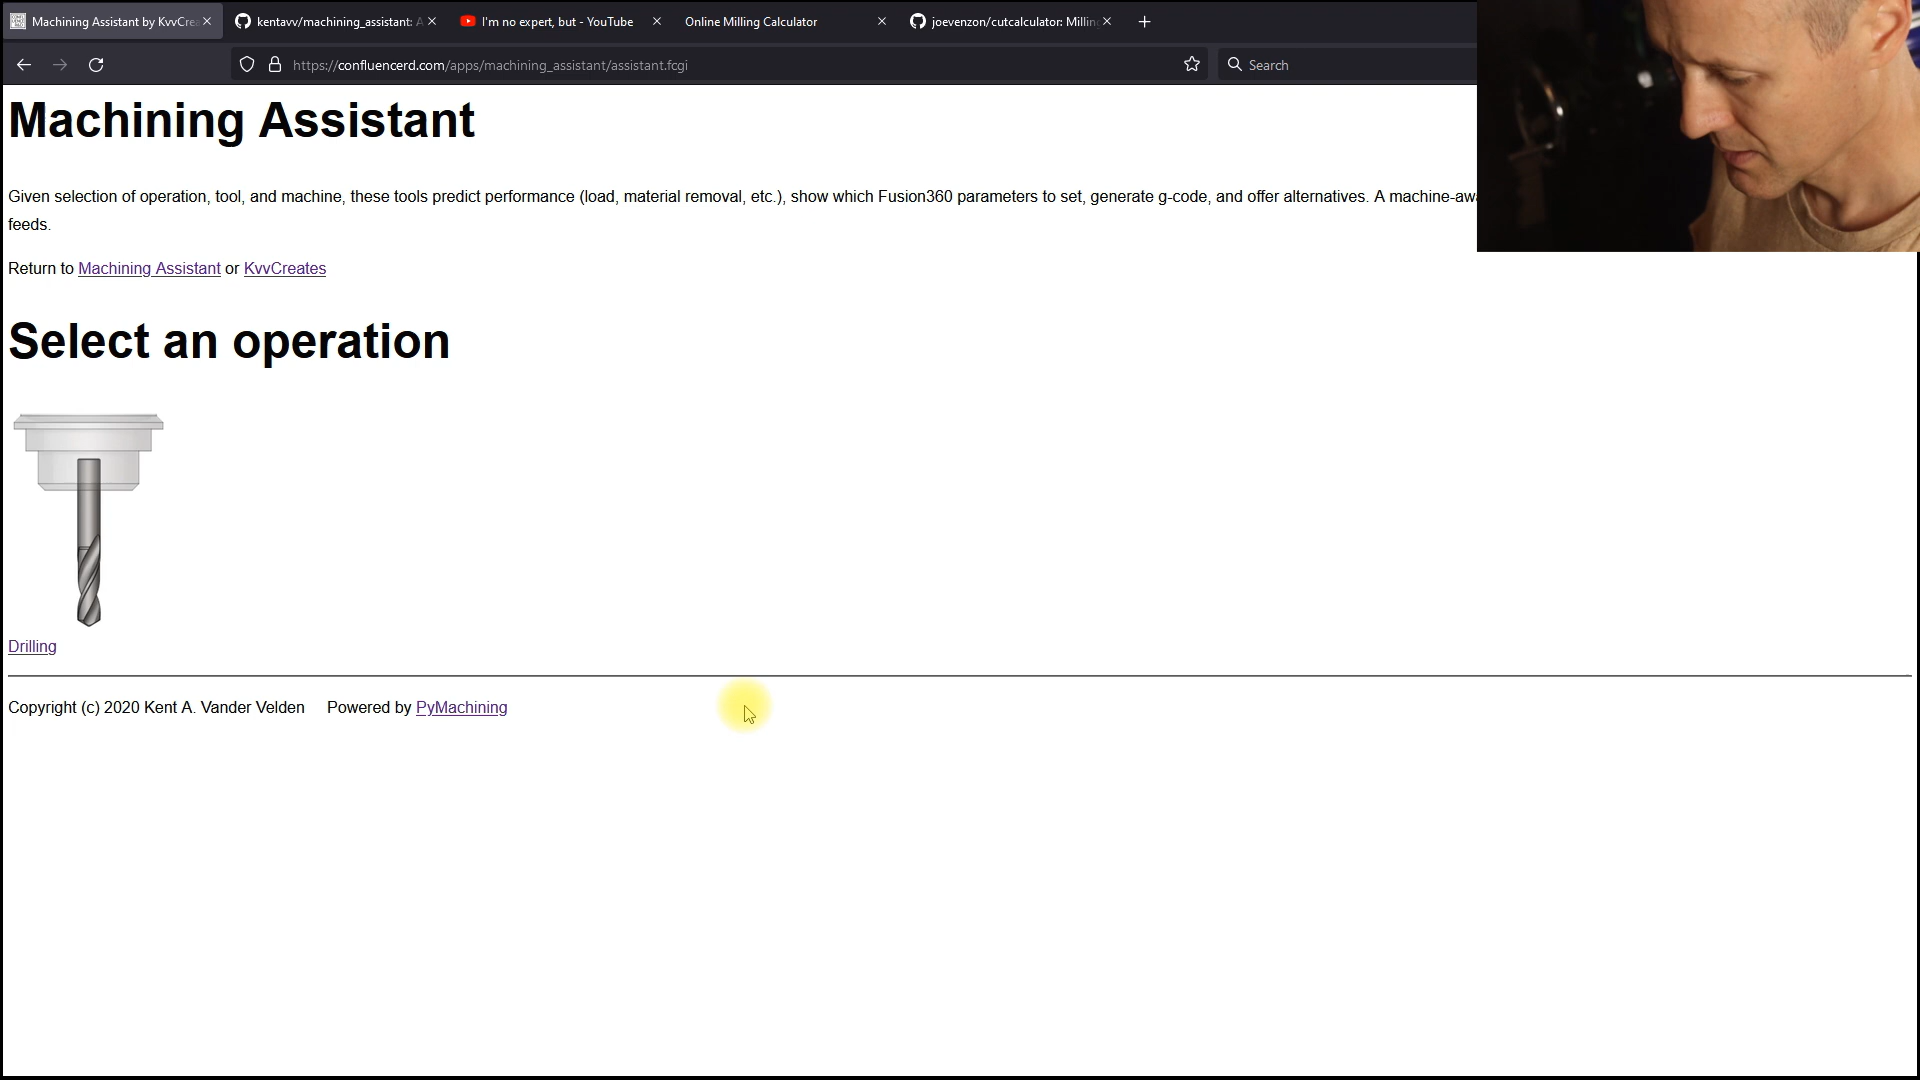 Machining Assistant by KvvCrea
kentavv/machining_assistant: A
I'm no expert, but - YouTube
Online Milling Calculator
joevenzon/cutcalculator: Millin
https://confluencerd.com/apps/machining_assistant/assistant.fcgi
Search
Machining Assistant
Given selection of operation, tool, and machine, these tools predict performance (load, material removal, etc.), show which Fusion360 parameters to set, generate g-code, and offer alternatives. A machine-aw
feeds.
Return to Machining Assistant or KvvCreates
Select an operation
Drilling
Copyright (c) 2020 Kent A. Vander Velden Powered by PyMachining